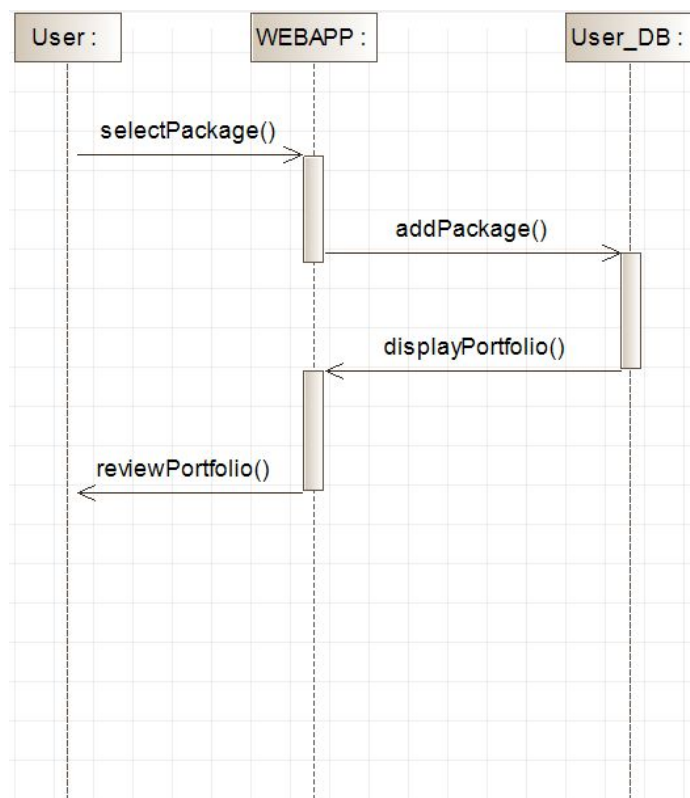 User :
WEBAPP :
User_DB :
selectPackage()
addPackage()
displayPortfolio()
reviewPortfolio()